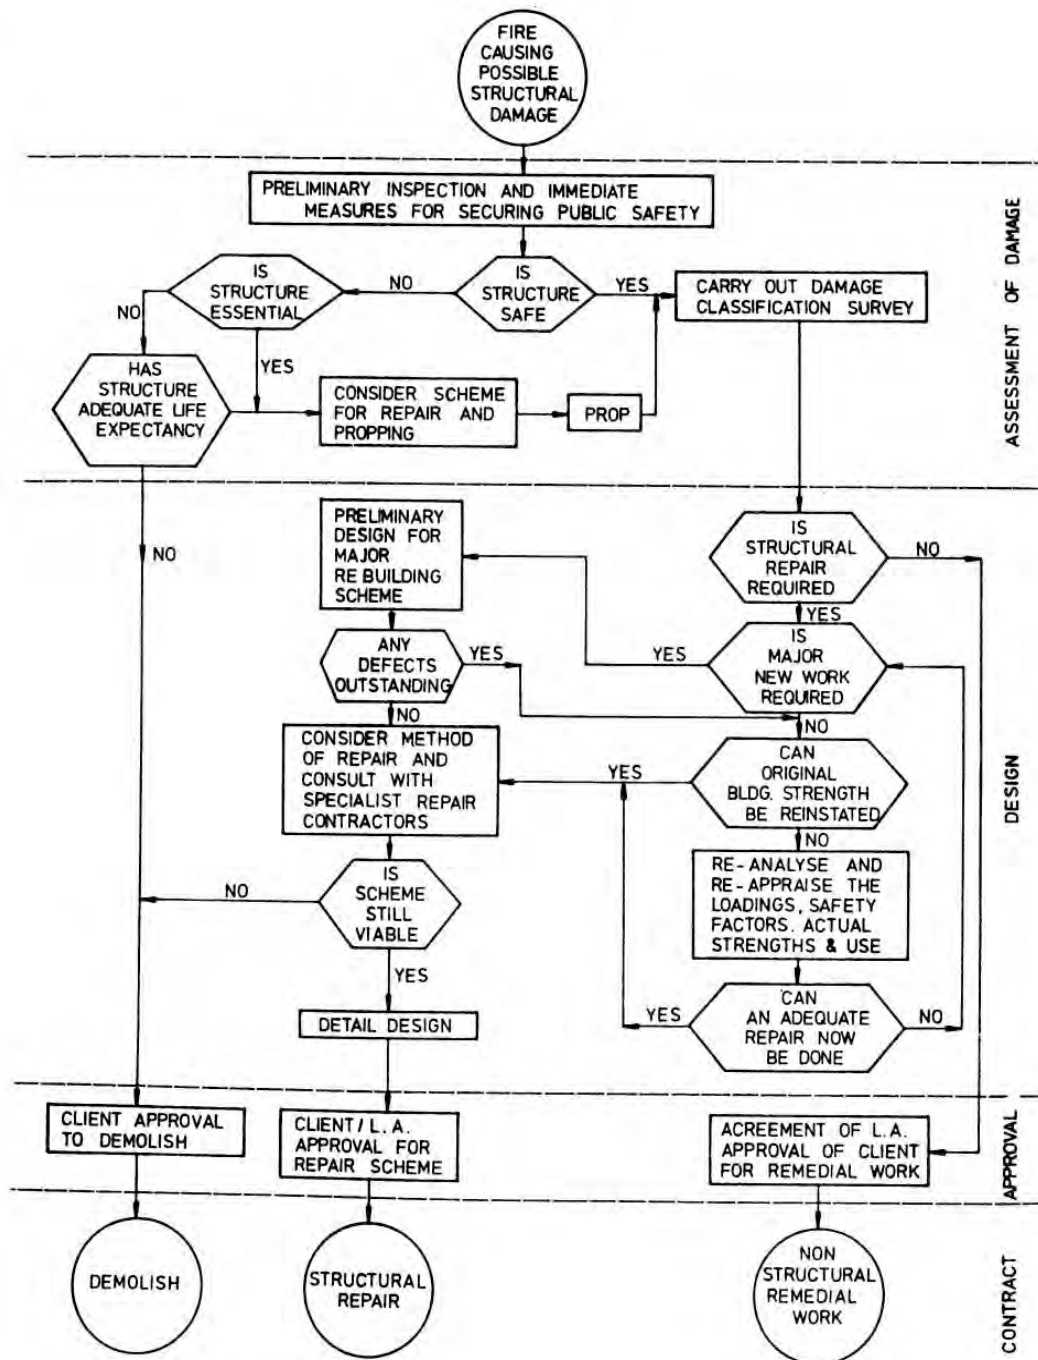 FIRE
CAUSING
POSSIBLE
STRUCTURAL
DAMAGE
PRELIMINARY INSPECTION AND IMMEDIATE
MEASURES FOR SECURING PUBLIC SAFETY
IS
STRUCTURE
ESSENTIAL
NO
IS
STRUCTURE
SAFE
YES
CARRY OUT DAMAGE
CLASSIFICATION SURVEY
NO
YES
HAS
STRUCTURE
ADEQUATE LIFE
EXPECTANCY
CONSIDER SCHEME
FOR REPAIR AND
PROPPING
PROP
ASSESSMENT OF DAMAGE
NO
PRELIMINARY
DESIGN FOR
MAJOR
RE BUILDING
SCHEME
IS
STRUCTURAL
REPAIR
REQUIRED
NO
YES
ANY
DEFECTS
OUTSTANDING
YES
YES
IS
MAJOR
NEW WORK
REQUIRED
NO
NO
CONSIDER METHOD
OF REPAIR AND
CONSULT WITH
SPECIALIST REPAIR
CONTRACTORS
YES
CAN
ORIGINAL
BLDG. STRENGTH
BE REINSTATED
NO
RE-ANALYSE AND
RE-APPRAISE THE
LOADINGS, SAFETY
FACTORS. ACTUAL
STRENGTHS & USE
NO
IS
SCHEME
STILL
VIABLE
YES
DETAIL DESIGN
YES
CAN
AN ADEQUATE
REPAIR NOW
BE DONE
NO
DESIGN
CLIENT APPROVAL
TO DEMOLISH
CLIENT / L. A.
APPROVAL FOR
REPAIR SCHEME
ACREEMENT OF L.A.
APPROVAL OF CLIENT
FOR REMEDIAL WORK
APPROVAL
DEMOLISH
STRUCTURAL
REPAIR
NON
STRUCTURAL
REMEDIAL
WORK
CONTRACT